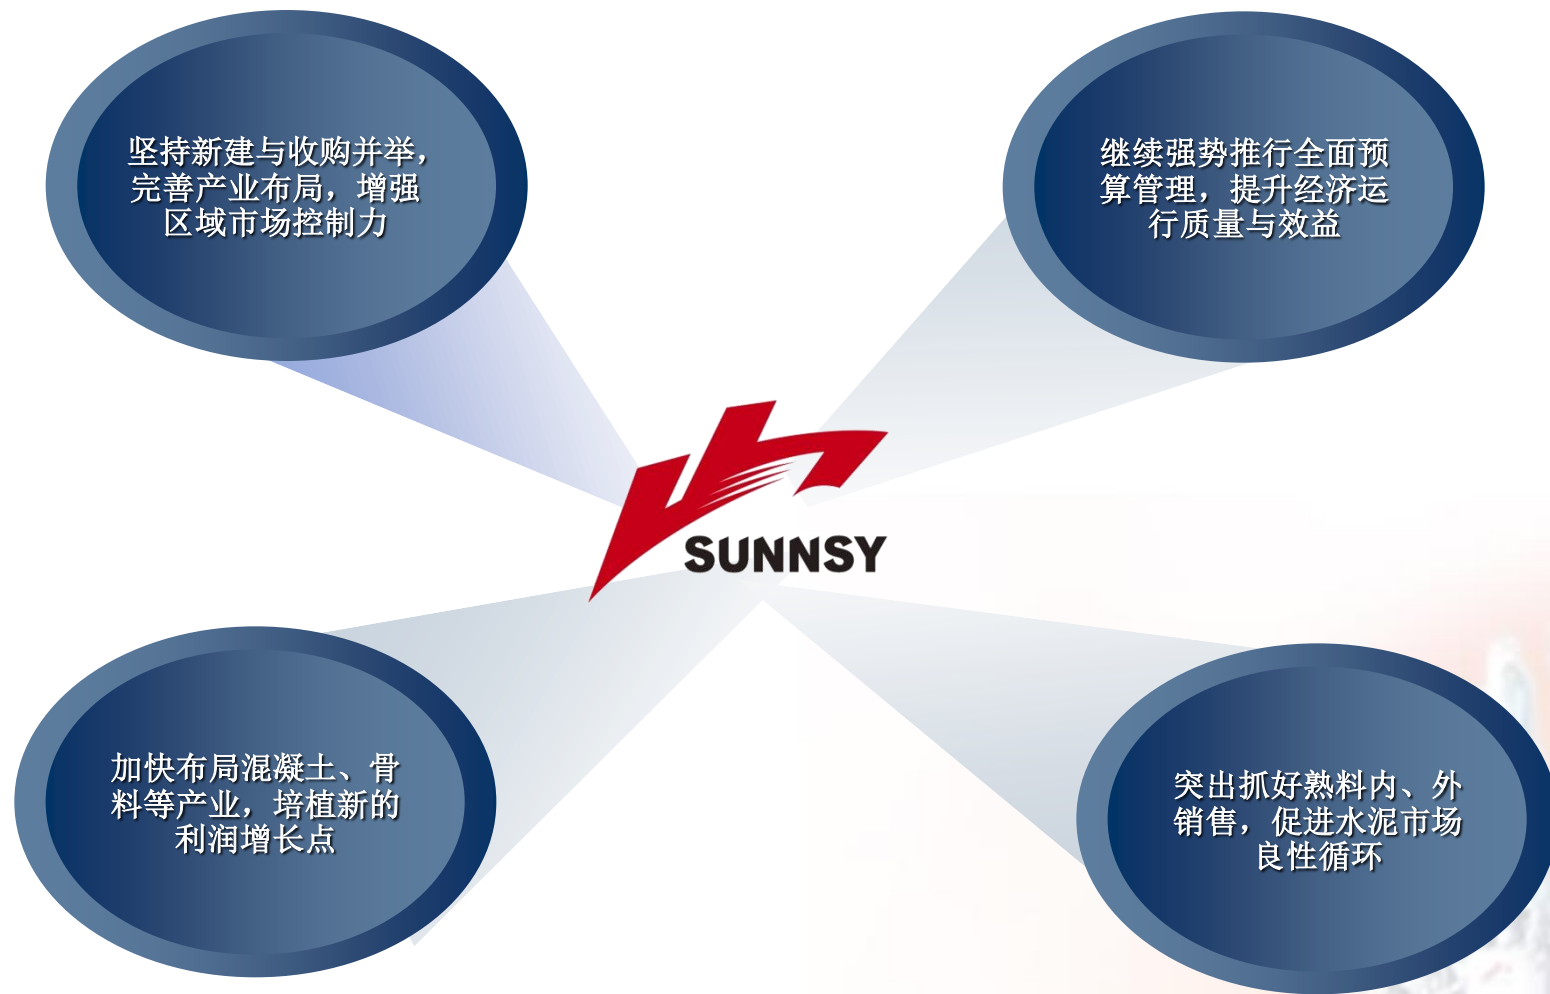 坚持新建与收购并举，
完善产业布局，增强
区域市场控制力
继续强势推行全面预
算管理，提升经济运
行质量与效益
SUNNSY
加快布局混凝土、骨
料等产业，培植新的
利润增长点
突出抓好熟料内、外
销售，促进水泥市场
良性循环